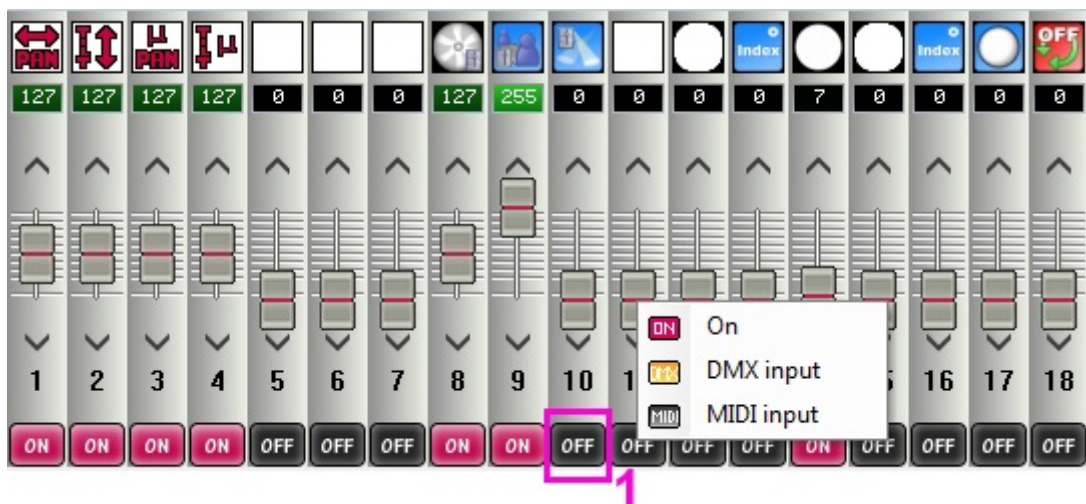 PAN µ PAN µ Index Index OFF
127 127 127 127 0 0 0 127 255 0 0 0 0 7 0 0 0 0
On
DMX input
MIDI input
1 2 3 4 5 6 7 8 9 10 1 16 17 18
ON ON ON ON OFF OFF OFF ON ON OFF OFF OFF OFF ON OFF OFF OFF OFF
1